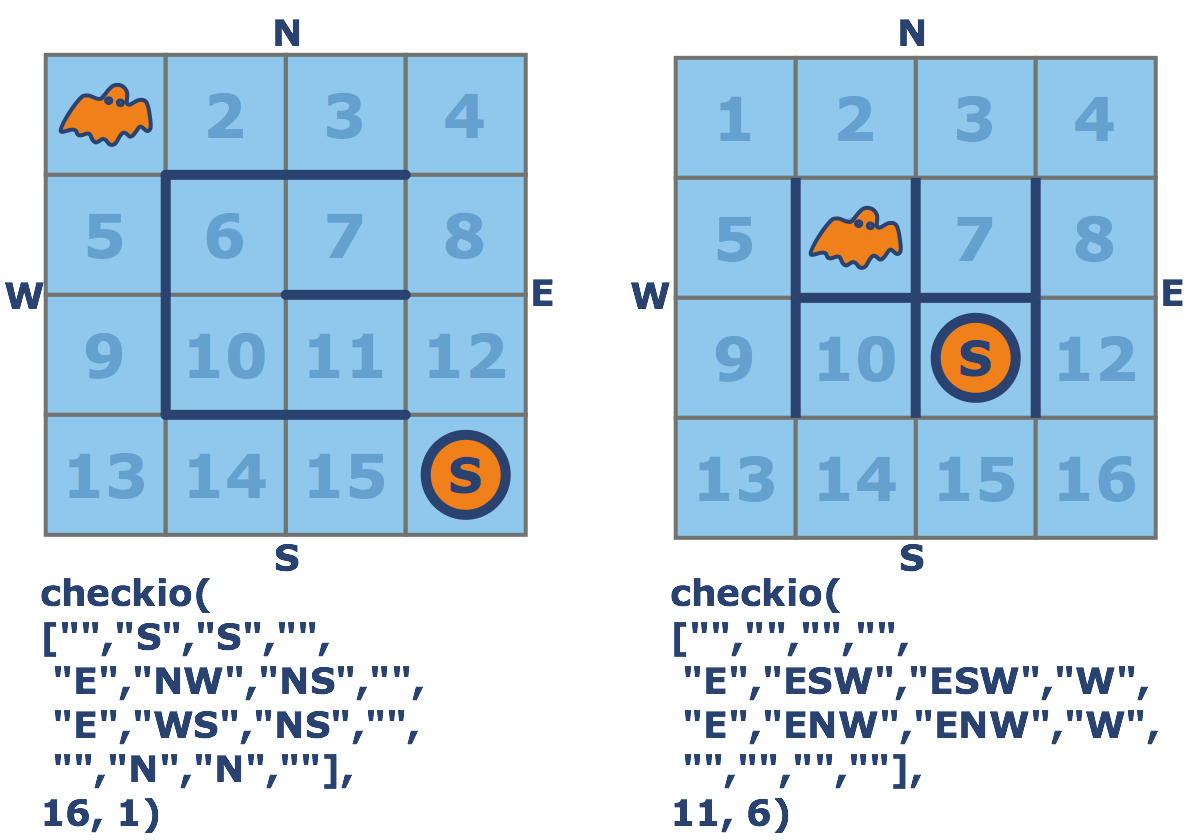 N
2 3 4
5 6 7 8
W E
9 10 11 12
13 14 15 S
S
checkio(
["","S","S","",
"E","NW","NS","",
"E","WS","NS","",
"","N","N",""],
16, 1)
N
1 2 3 4
5 7 8
W E
9 10 S 12
13 14 15 16
S
checkio(
["","","","",
"E","ESW","ESW","W",
"E","ENW","ENW","W",
"","","",""],
11, 6)